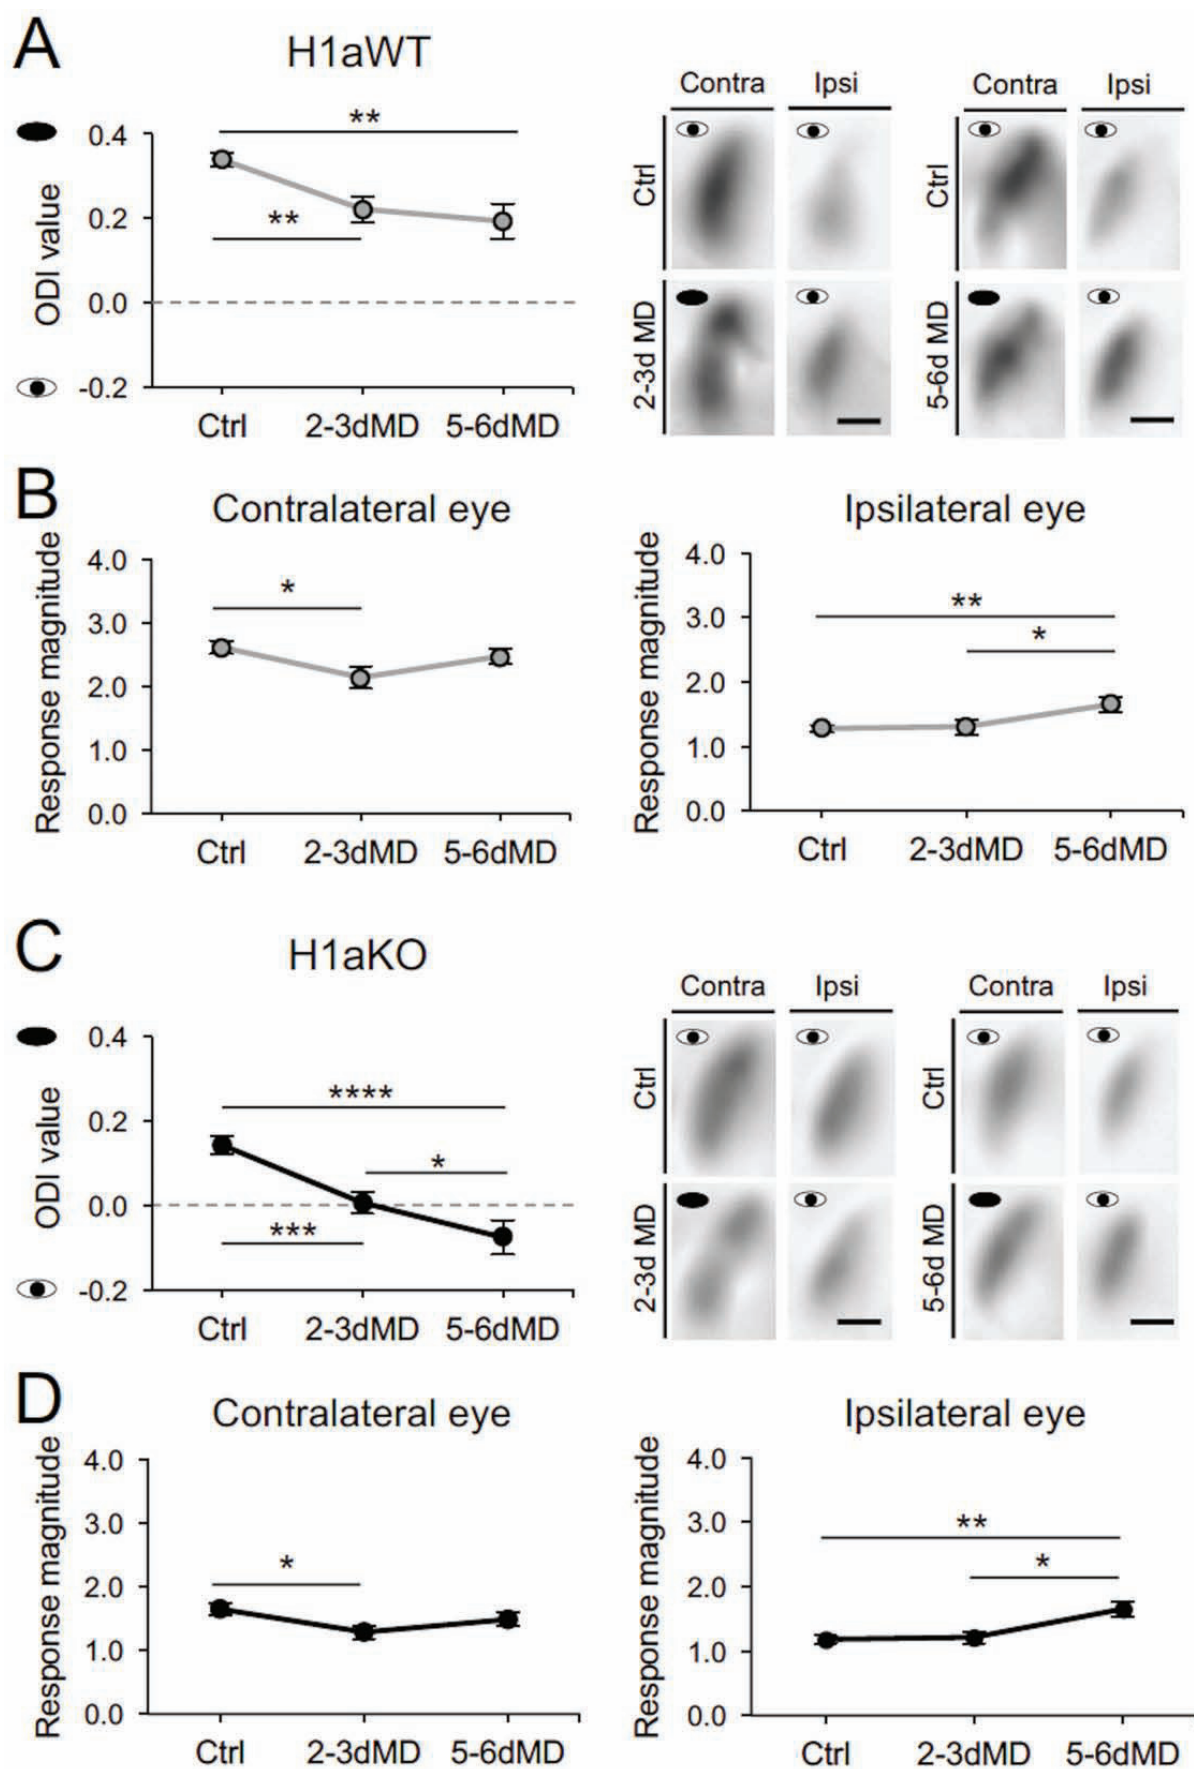 A
H1aWT
ODI value
0.4
0.2
0.0
-0.2
**
**
Ctrl 2-3dMD 5-6dMD
Contra Ipsi
Ctrl
2-3d MD
Contra Ipsi
Ctrl
5-6d MD
B
Contralateral eye
Response magnitude
4.0
3.0
2.0
1.0
0.0
*
Ctrl 2-3dMD 5-6dMD
Ipsilateral eye
Response magnitude
4.0
3.0
2.0
1.0
0.0
**
*
Ctrl 2-3dMD 5-6dMD
C
H1aKO
ODI value
0.4
0.2
0.0
-0.2
****
*
***
Ctrl 2-3dMD 5-6dMD
Contra Ipsi
Ctrl
2-3d MD
Contra Ipsi
Ctrl
5-6d MD
D
Contralateral eye
Response magnitude
4.0
3.0
2.0
1.0
0.0
*
Ctrl 2-3dMD 5-6dMD
Ipsilateral eye
Response magnitude
4.0
3.0
2.0
1.0
0.0
**
*
Ctrl 2-3dMD 5-6dMD